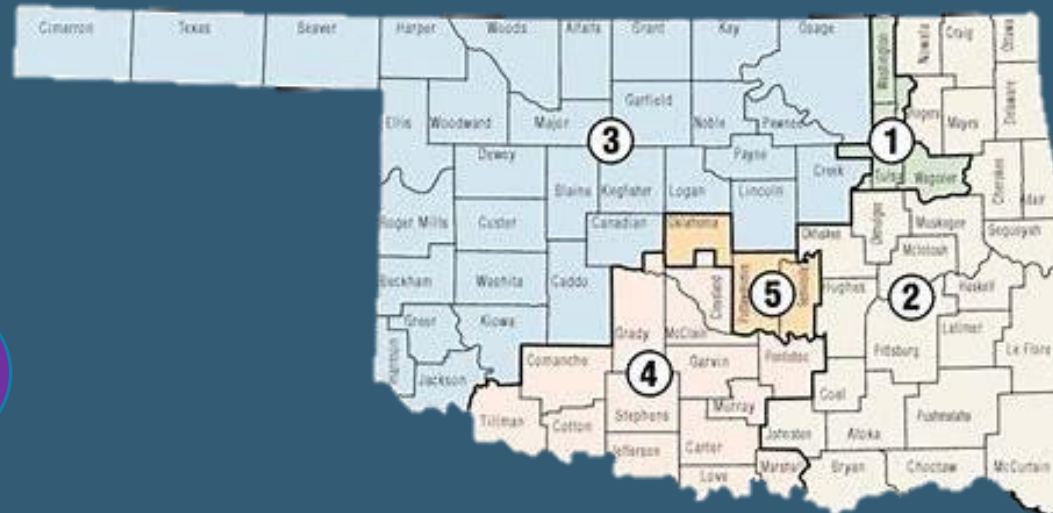 Cimarron Texas Beaver Harper Woods Alfalfa Grant Kay Osage Washington Nowata Craig Ottawa
Ellis Woodward Major Garfield Noble Pawnee Rogers Mayes Delaware
3 1
Dewey Blaine Kingfisher Logan Payne Creek Tulsa Wagoner Cherokee Adair
Lincoln
Roger Mills Custer Canadian Oklahoma Okfuskee Okmulgee Muskogee Sequoyah
McIntosh
Beckham Washita Caddo Cleveland Pottawatomie Seminole Hughes Haskell
5 2
Greer Kiowa Grady McClain Pittsburg Latimer Le Flore
Harmon Jackson Comanche Garvin Pontotoc
4
Tillman Cotton Stephens Murray Coal Pushmataha
Johnston Atoka
Jefferson Carter Love Marshall Bryan Choctaw McCurtain